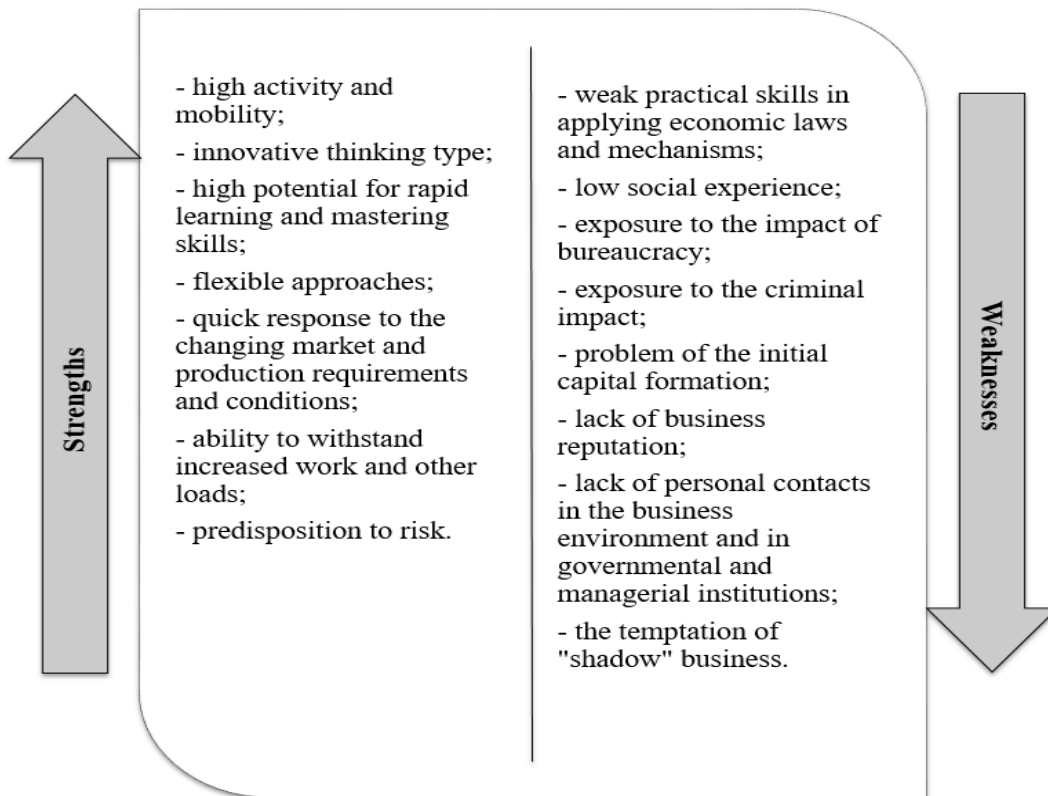 Strengths
- high activity and
mobility;
- innovative thinking type;
- high potential for rapid
learning and mastering
skills;
- flexible approaches;
- quick response to the
changing market and
production requirements
and conditions;
- ability to withstand
increased work and other
loads;
- predisposition to risk.
- weak practical skills in
applying economic laws
and mechanisms;
- low social experience;
- exposure to the impact of
bureaucracy;
- exposure to the criminal
impact;
- problem of the initial
capital formation;
- lack of business
reputation;
- lack of personal contacts
in the business
environment and in
governmental and
managerial institutions;
- the temptation of
"shadow" business.
Weaknesses